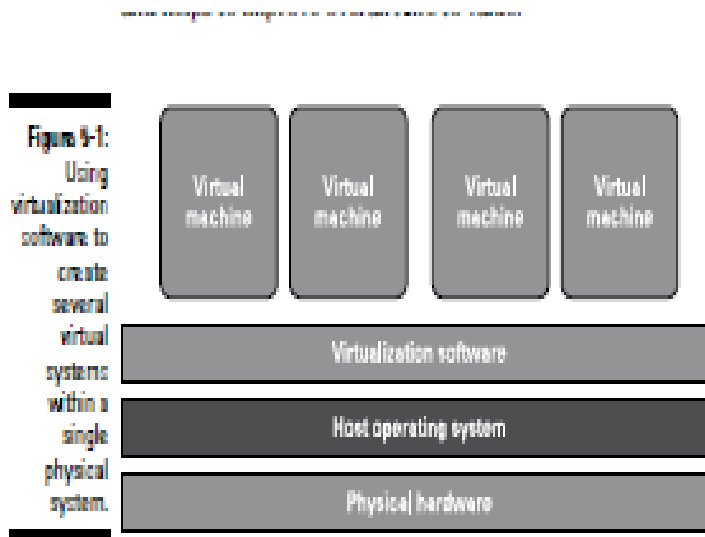 Figure 5-1:
Using
virtualization
software to
create
several
virtual
systems
within a
single
physical
system.
Virtual
machine
Virtual
machine
Virtual
machine
Virtual
machine
Virtualization software
Host operating system
Physical hardware